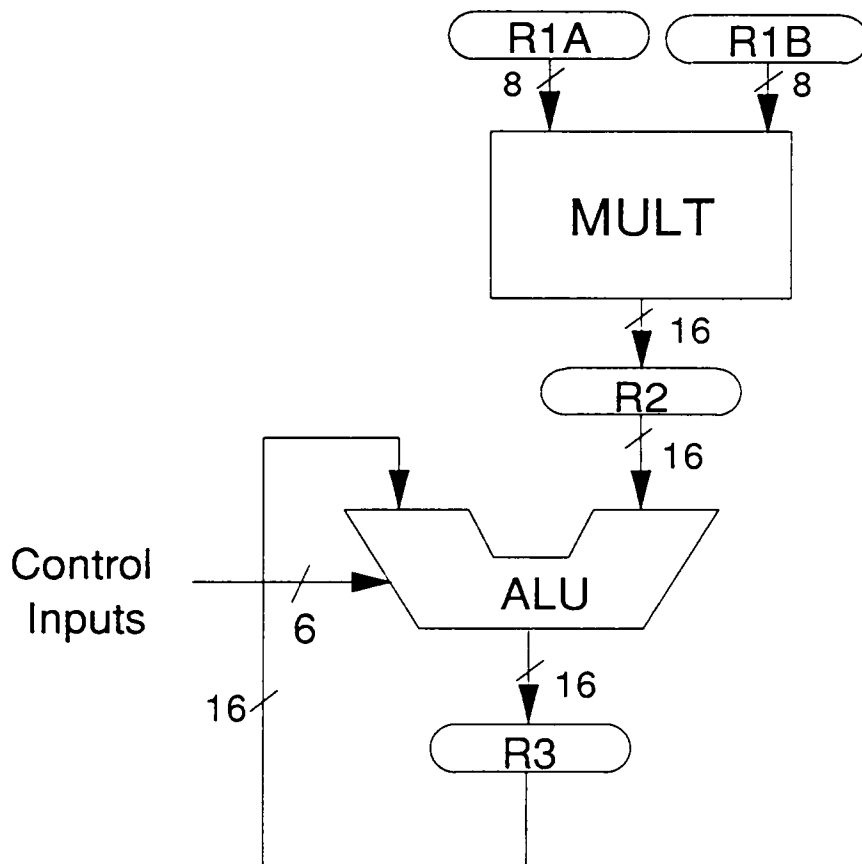 R1A
R1B
8
8
MULT
16
R2
16
Control
Inputs
6
ALU
16
16
R3